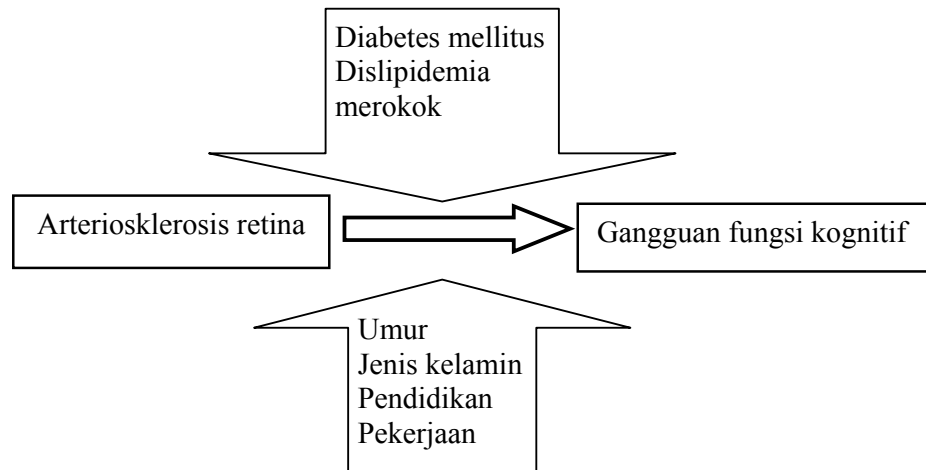 Diabetes mellitus
Dislipidemia
merokok
Arteriosklerosis retina
Gangguan fungsi kognitif
Umur
Jenis kelamin
Pendidikan
Pekerjaan